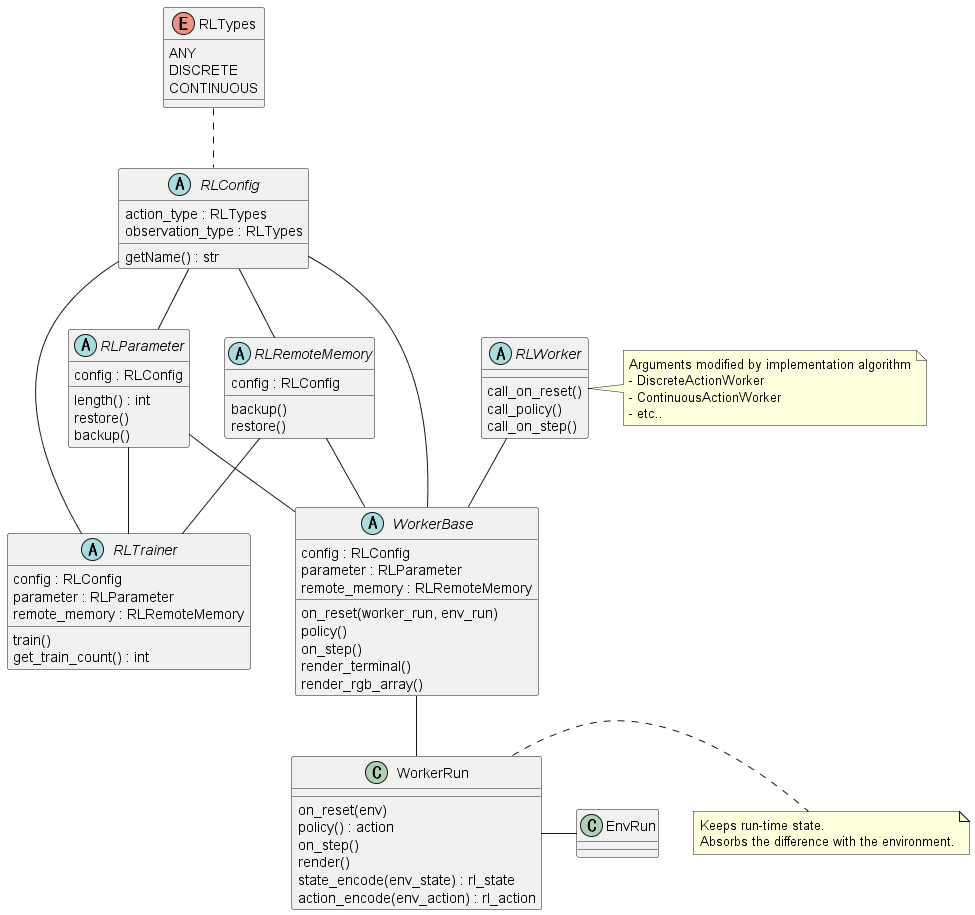 E RLTypes
ANY
DISCRETE
CONTINUOUS
A RLConfig
action_type : RLTypes
observation_type : RLTypes
getName() : str
A RLParameter
config : RLConfig
length() : int
restore()
backup()
A RLRemoteMemory
config : RLConfig
backup()
restore()
A RLWorker
call_on_reset()
call_policy()
call_on_step()
Arguments modified by implementation algorithm
- DiscreteActionWorker
- ContinuousActionWorker
- etc..
A RLTrainer
config : RLConfig
parameter : RLParameter
remote_memory : RLRemoteMemory
train()
get_train_count() : int
A WorkerBase
config : RLConfig
parameter : RLParameter
remote_memory : RLRemoteMemory
on_reset(worker_run, env_run)
policy()
on_step()
render_terminal()
render_rgb_array()
C WorkerRun
on_reset(env)
policy() : action
on_step()
render()
state_encode(env_state) : rl_state
action_encode(env_action) : rl_action
C EnvRun
Keeps run-time state.
Absorbs the difference with the environment.